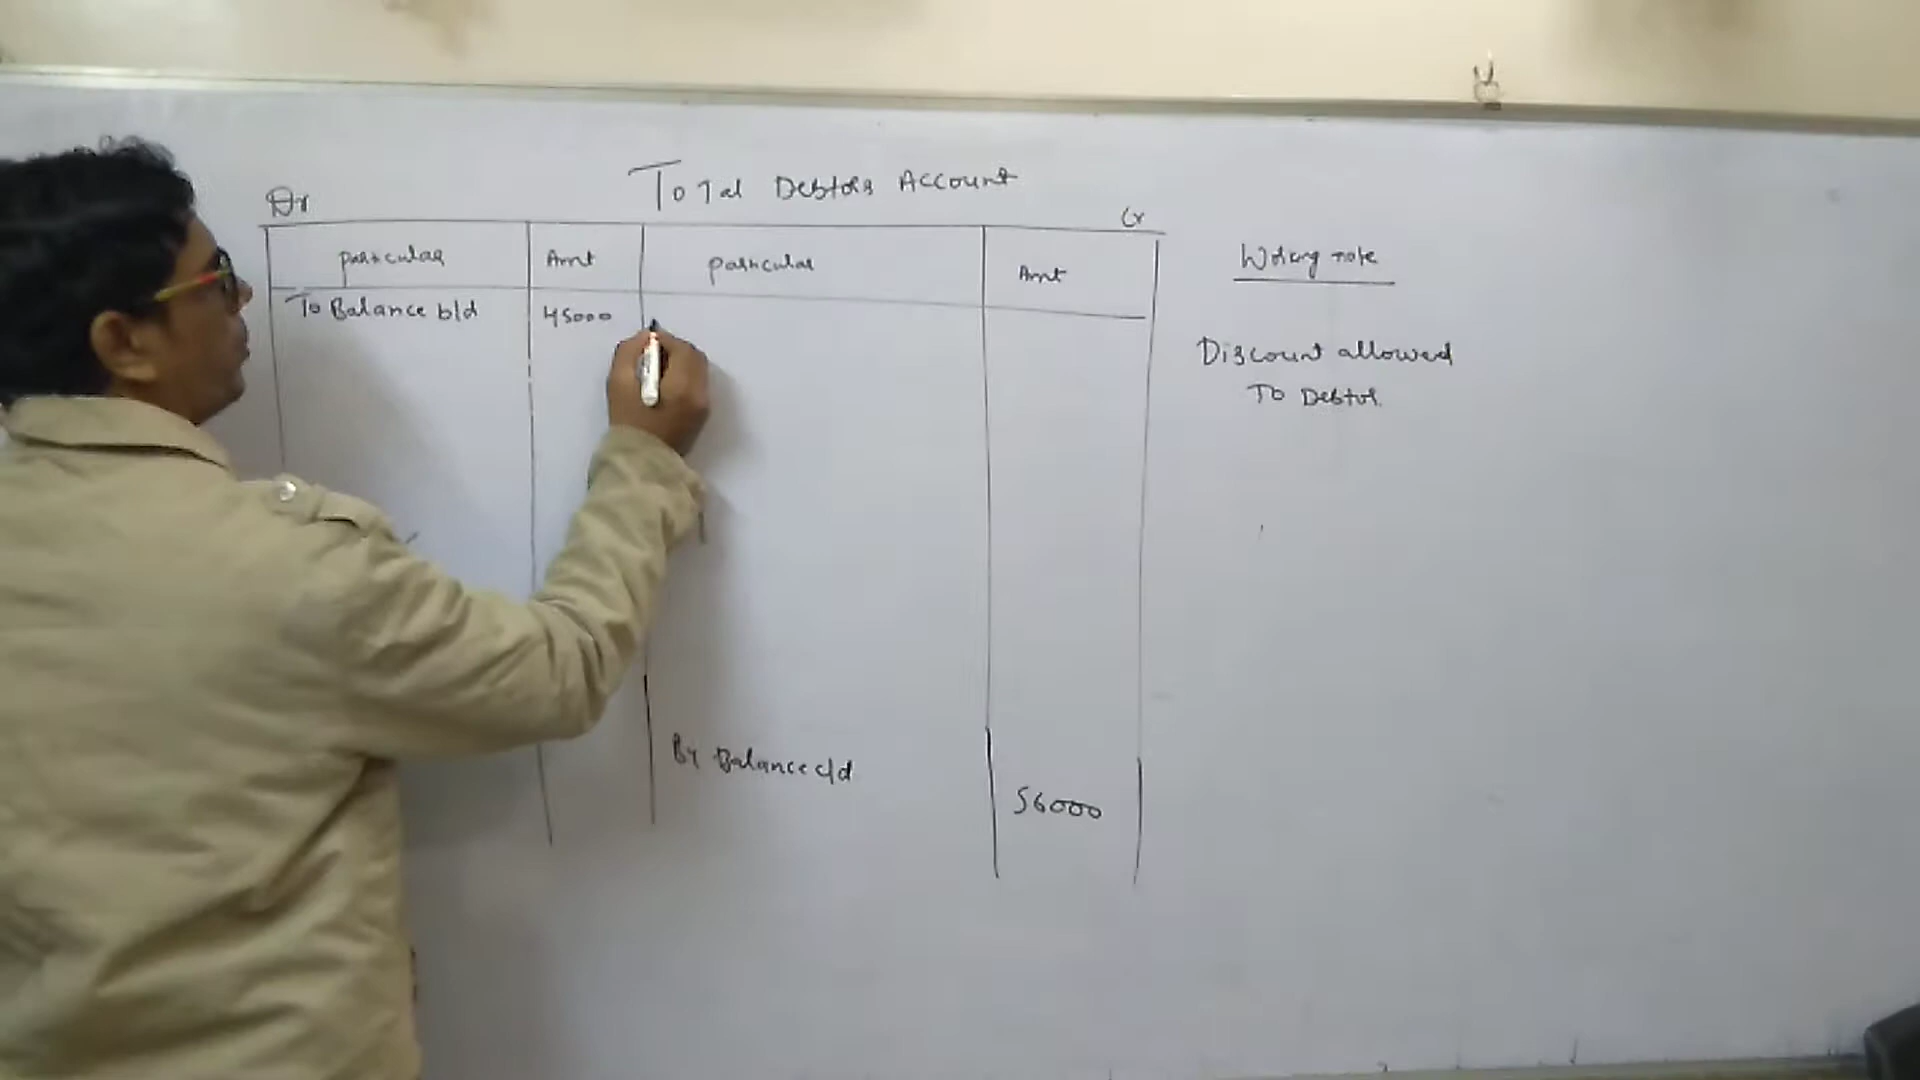 Total Debtors Account
Dr
Cr
particular Amt particular Amt
To Balance b/d 45000
By Balance c/d 56000
Woking note
Discount allowed
To Debtor.